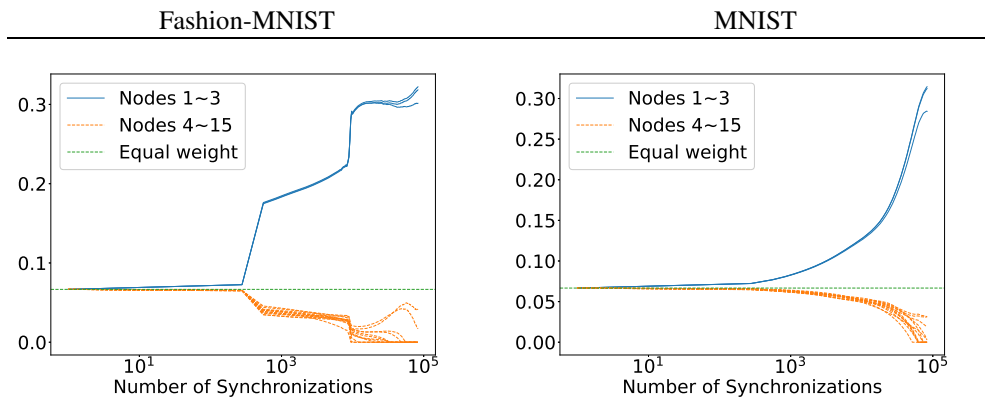 Fashion-MNIST
MNIST
0.3
0.2
0.1
0.0
Nodes 1~3
Nodes 4~15
Equal weight
10^1
10^3
10^5
Number of Synchronizations
0.30
0.25
0.20
0.15
0.10
0.05
0.00
Nodes 1~3
Nodes 4~15
Equal weight
10^1
10^3
10^5
Number of Synchronizations